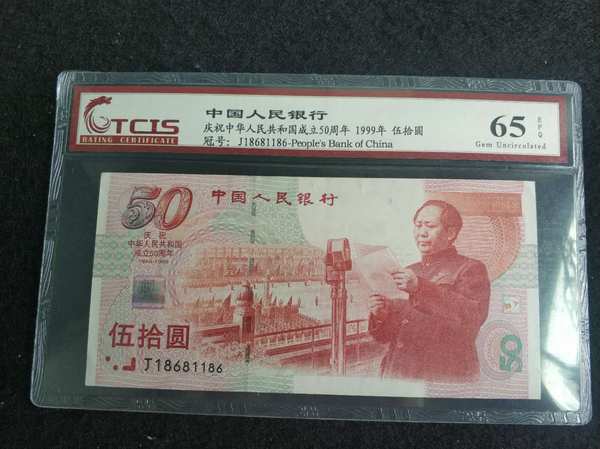 CTCIS
RATING CERTIFICATE
中国人民银行
庆祝中华人民共和国成立50周年 1999年 伍拾圆
冠号: J18681186-People's Bank of China
65 EPQ
Gem Uncirculated
50
中国人民银行
庆祝
中华人民共和国
成立50周年
1949-1999
伍拾圆
J18681186
50